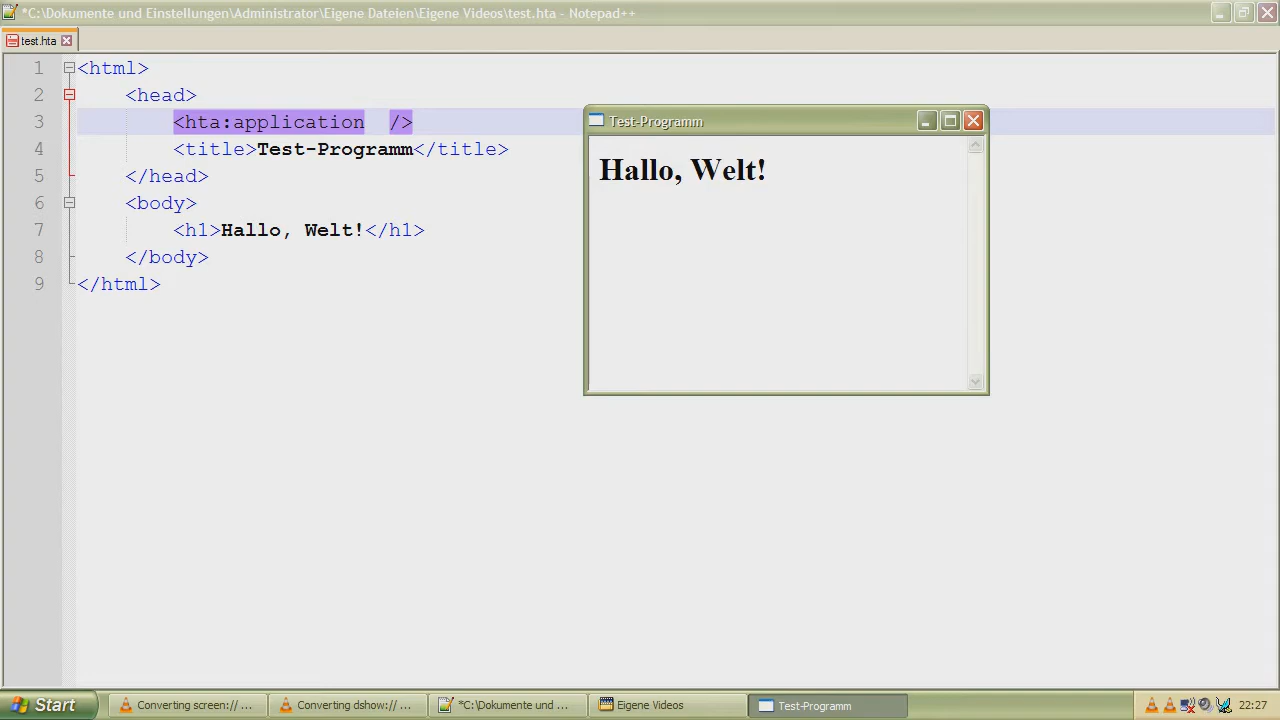 *C:\Dokumente und Einstellungen\Administrator\Eigene Dateien\Eigene Videos\test.hta - Notepad++
test.hta
1 <html>
2 <head>
3 <hta:application  />
4 <title>Test-Programm</title>
5 </head>
6 <body>
7 <h1>Hallo, Welt!</h1>
8 </body>
9 </html>
Test-Programm
Hallo, Welt!
Start
Converting screen:// ...
Converting dshow:// ...
*C:\Dokumente und ...
Eigene Videos
Test-Programm
22:27